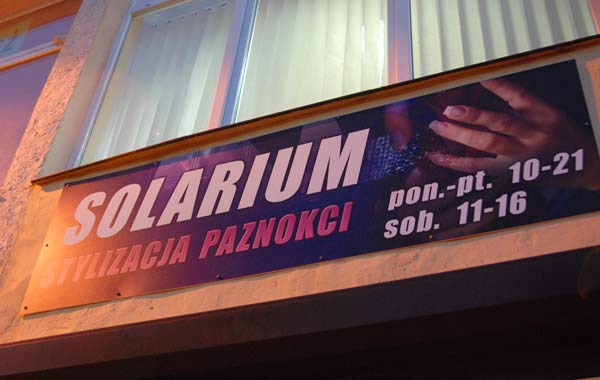 SOLARIUM
STYLIZACJA PAZNOKCI
pon.-pt. 10-21
sob. 11-16